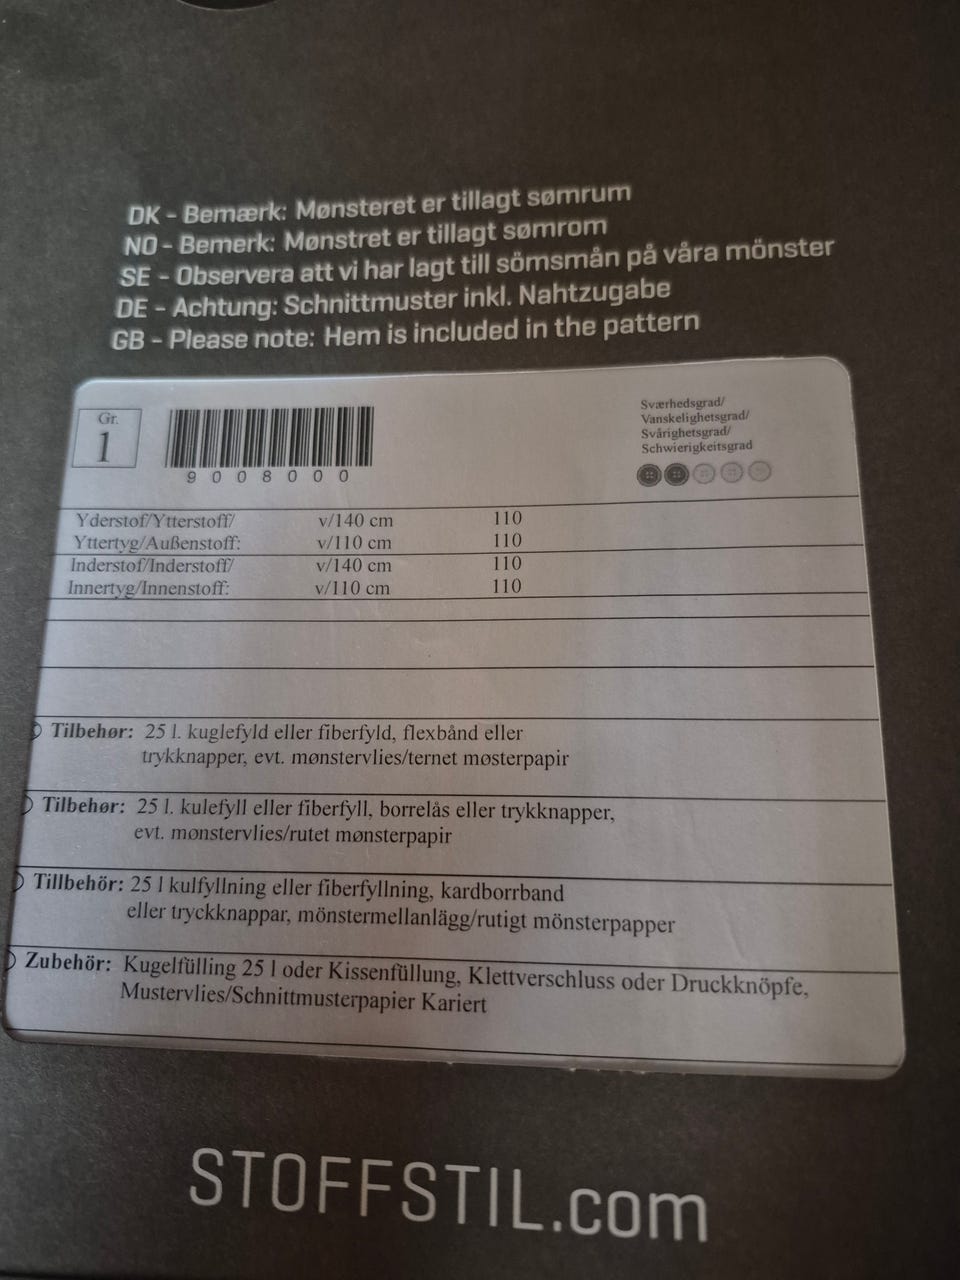 DK - Bemærk: Mønsteret er tillagt sømrum
NO - Bemerk: Mønstret er tillagt sømrom
SE - Observera att vi har lagt till sömsmån på våra mönster
DE - Achtung: Schnittmuster inkl. Nahtzugabe
GB - Please note: Hem is included in the pattern
Gr.
1
9008000
Sværhedsgrad/
Vanskelighetsgrad/
Svårighetsgrad/
Schwierigkeitsgrad
Yderstof/Ytterstoff/ v/140 cm 110
Yttertyg/Außenstoff: v/110 cm 110
Inderstof/Inderstoff/ v/140 cm 110
Innertyg/Innenstoff: v/110 cm 110
Tilbehør: 25 l. kuglefyld eller fiberfyld, flexbånd eller
trykknapper, evt. mønstervlies/ternet mosterpapir
Tilbehør: 25 l. kulefyll eller fiberfyll, borrelås eller trykknapper,
evt. mønstervlies/rutet mønsterpapir
Tillbehör: 25 l kulfyllning eller fiberfyllning, kardborrband
eller tryckknappar, mönstermellanlägg/rutigt mönsterpapper
Zubehör: Kugelfülling 25 l oder Kissenfüllung, Klettverschluss oder Druckknöpfe,
Mustervlies/Schnittmusterpapier Kariert
STOFFSTIL.com